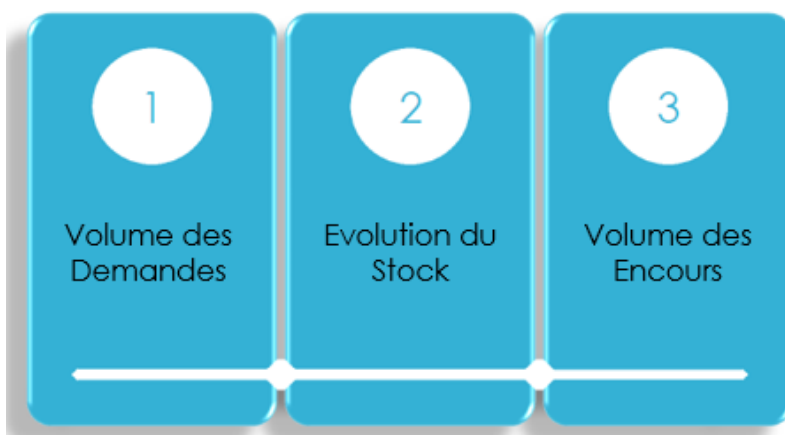 1
Volume des
Demandes
2
Evolution du
Stock
3
Volume des
Encours